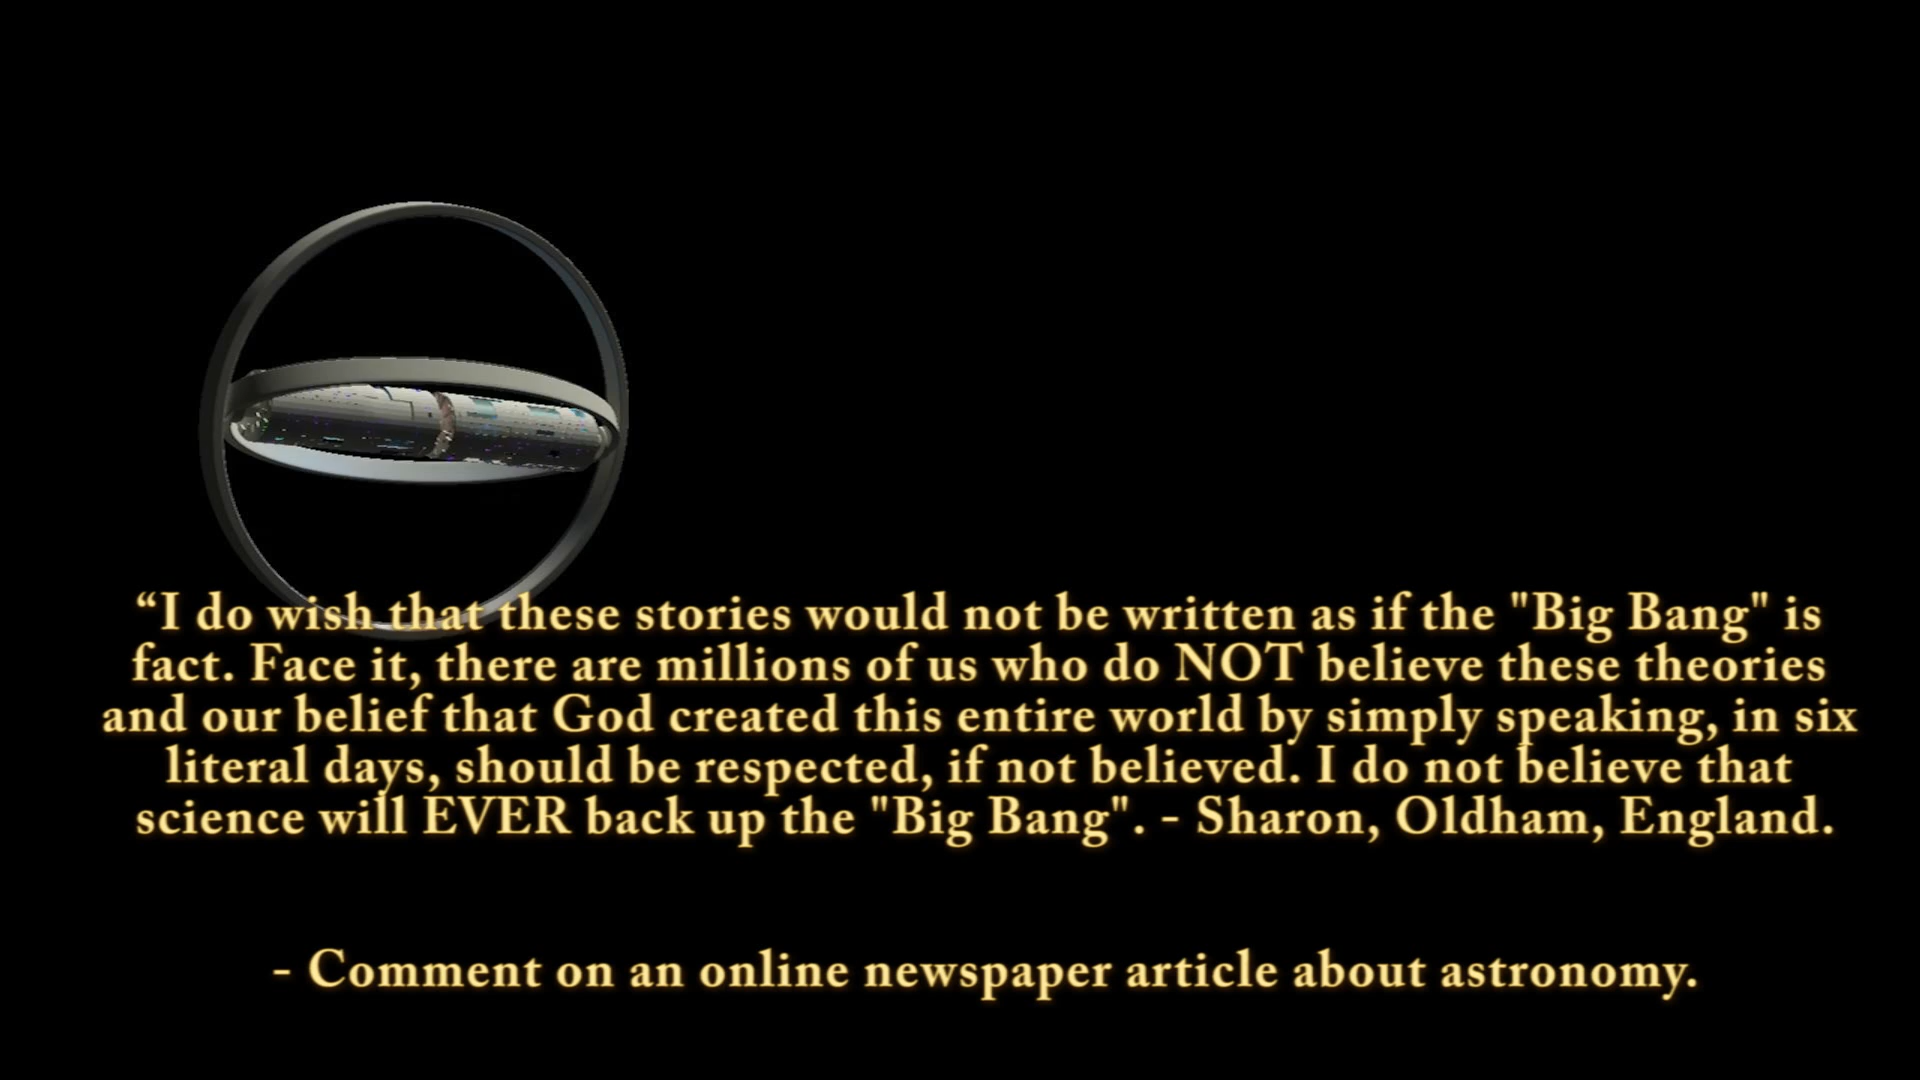 “I do wish that these stories would not be written as if the "Big Bang" is
fact. Face it, there are millions of us who do NOT believe these theories
and our belief that God created this entire world by simply speaking, in six
literal days, should be respected, if not believed. I do not believe that
science will EVER back up the "Big Bang". - Sharon, Oldham, England.
- Comment on an online newspaper article about astronomy.